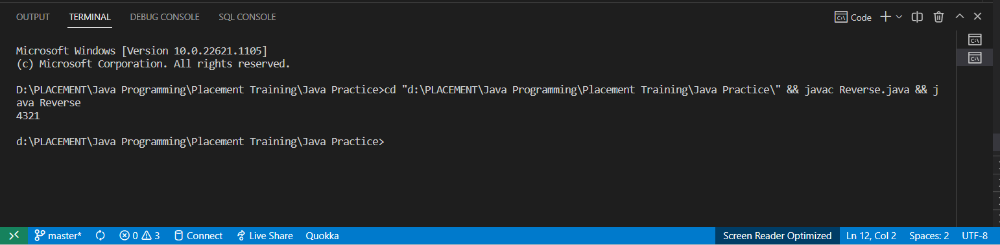 OUTPUT TERMINAL DEBUG CONSOLE SQL CONSOLE Code
Microsoft Windows [Version 10.0.22621.1105]
(c) Microsoft Corporation. All rights reserved.
D:\PLACEMENT\Java Programming\Placement Training\Java Practice>cd "d:\PLACEMENT\Java Programming\Placement Training\Java Practice\" && javac Reverse.java && j
ava Reverse
4321
d:\PLACEMENT\Java Programming\Placement Training\Java Practice>
master* 0 3 Connect Live Share Quokka Screen Reader Optimized Ln 12, Col 2 Spaces: 2 UTF-8